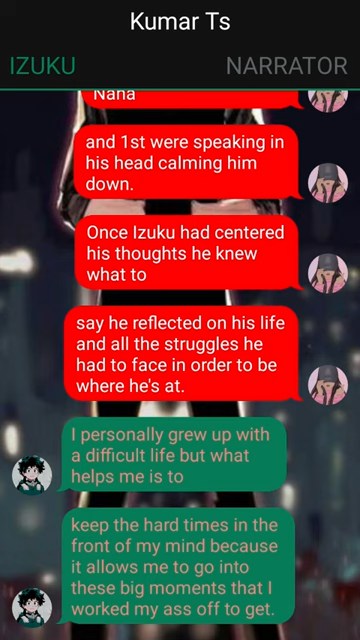 Kumar Ts
IZUKU
NARRATOR
Nana
and 1st were speaking in
his head calming him
down.
Once Izuku had centered
his thoughts he knew
what to
say he reflected on his life
and all the struggles he
had to face in order to be
where he's at.
I personally grew up with
a difficult life but what
helps me is to
keep the hard times in the
front of my mind because
it allows me to go into
these big moments that I
worked my ass off to get.